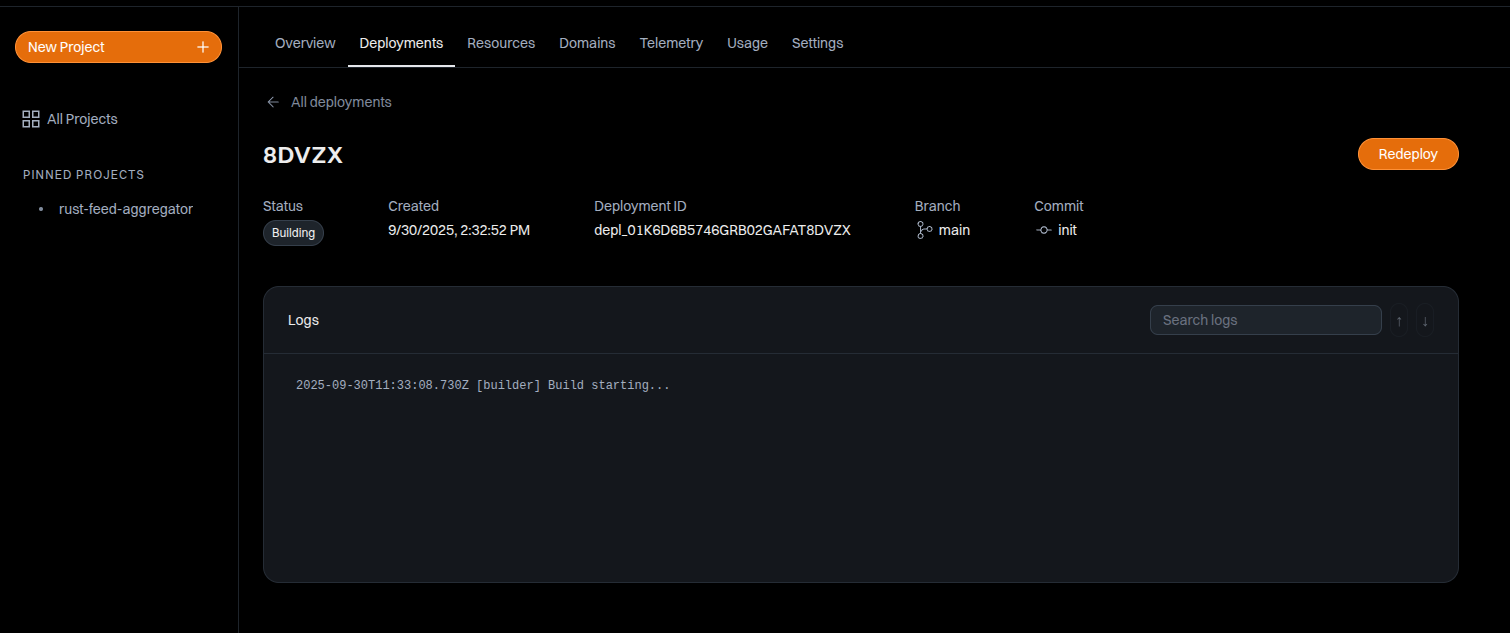 New Project
All Projects
PINNED PROJECTS
rust-feed-aggregator
Overview Deployments Resources Domains Telemetry Usage Settings
← All deployments
8DVZX
Redeploy
Status Created Deployment ID Branch Commit
Building 9/30/2025, 2:32:52 PM depl_01K6D6B5746GRB02GAFAT8DVZX main init
Logs
Search logs ↑ ↓
2025-09-30T11:33:08.730Z [builder] Build starting...